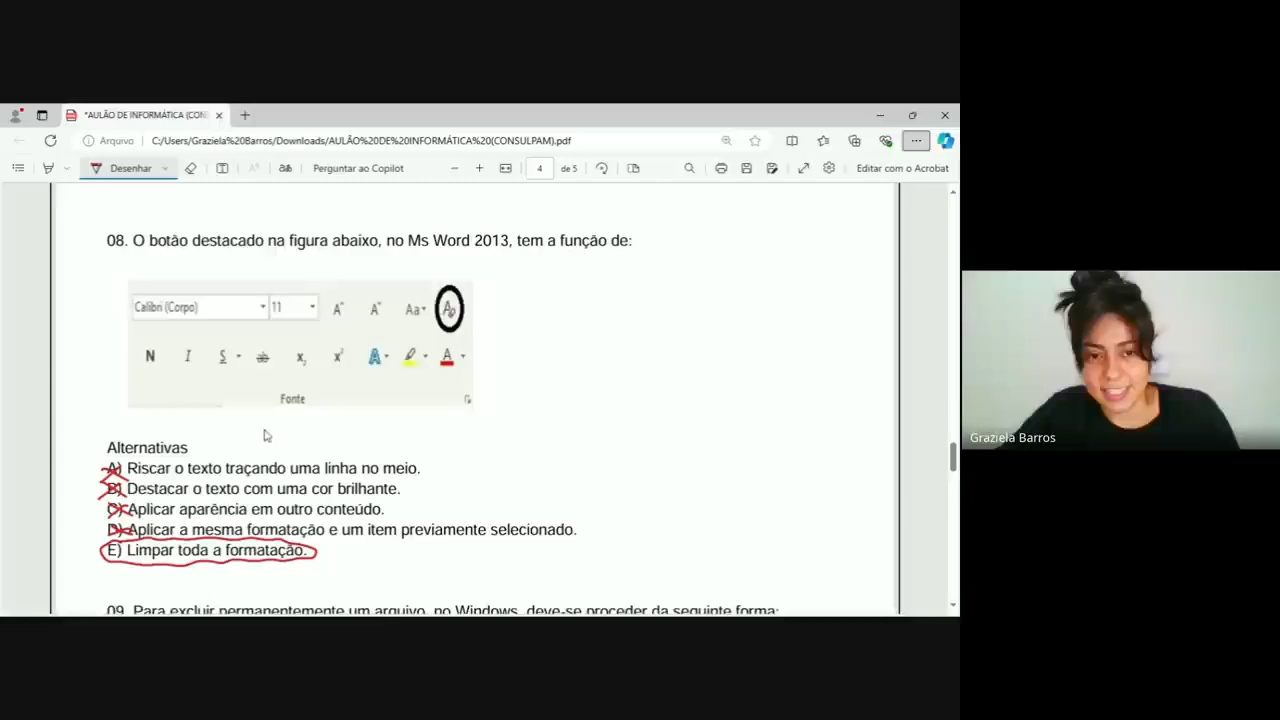 *AULÃO DE INFORMÁTICA (CON
Arquivo
C:/Users/Graziela%20Barros/Downloads/AULÃO%20DE%20INFORMÁTICA%20(CONSULPAM).pdf
Desenhar
Perguntar ao Copilot
4 de 5
Editar com o Acrobat
08. O botão destacado na figura abaixo, no Ms Word 2013, tem a função de:
Calibri (Corpo) 11 A A Aa A
N I S ab x₂ x² A A
Fonte
Alternativas
A) Riscar o texto traçando uma linha no meio.
B) Destacar o texto com uma cor brilhante.
C) Aplicar aparência em outro conteúdo.
D) Aplicar a mesma formatação e um item previamente selecionado.
E) Limpar toda a formatação.
09. Para excluir permanentemente um arquivo, no Windows, deve-se proceder da seguinte forma:
Graziela Barros